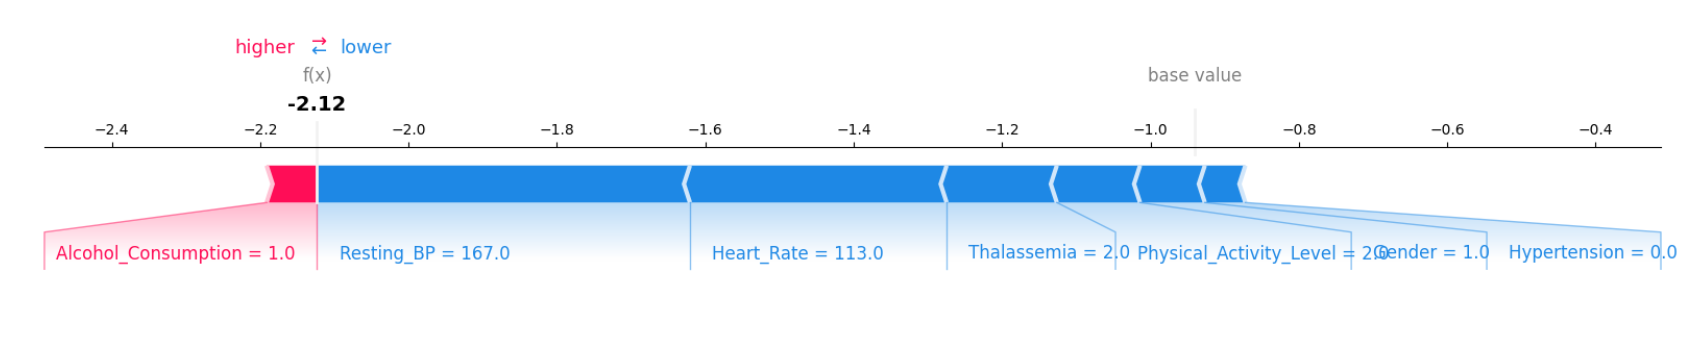 higher ⇄ lower
f(x)
base value
-2.12
−2.4 −2.2 −2.0 −1.8 −1.6 −1.4 −1.2 −1.0 −0.8 −0.6 −0.4
Alcohol_Consumption = 1.0 Resting_BP = 167.0 Heart_Rate = 113.0 Thalassemia = 2.0 Physical_Activity_Level = 2.0 Gender = 1.0 Hypertension = 0.0